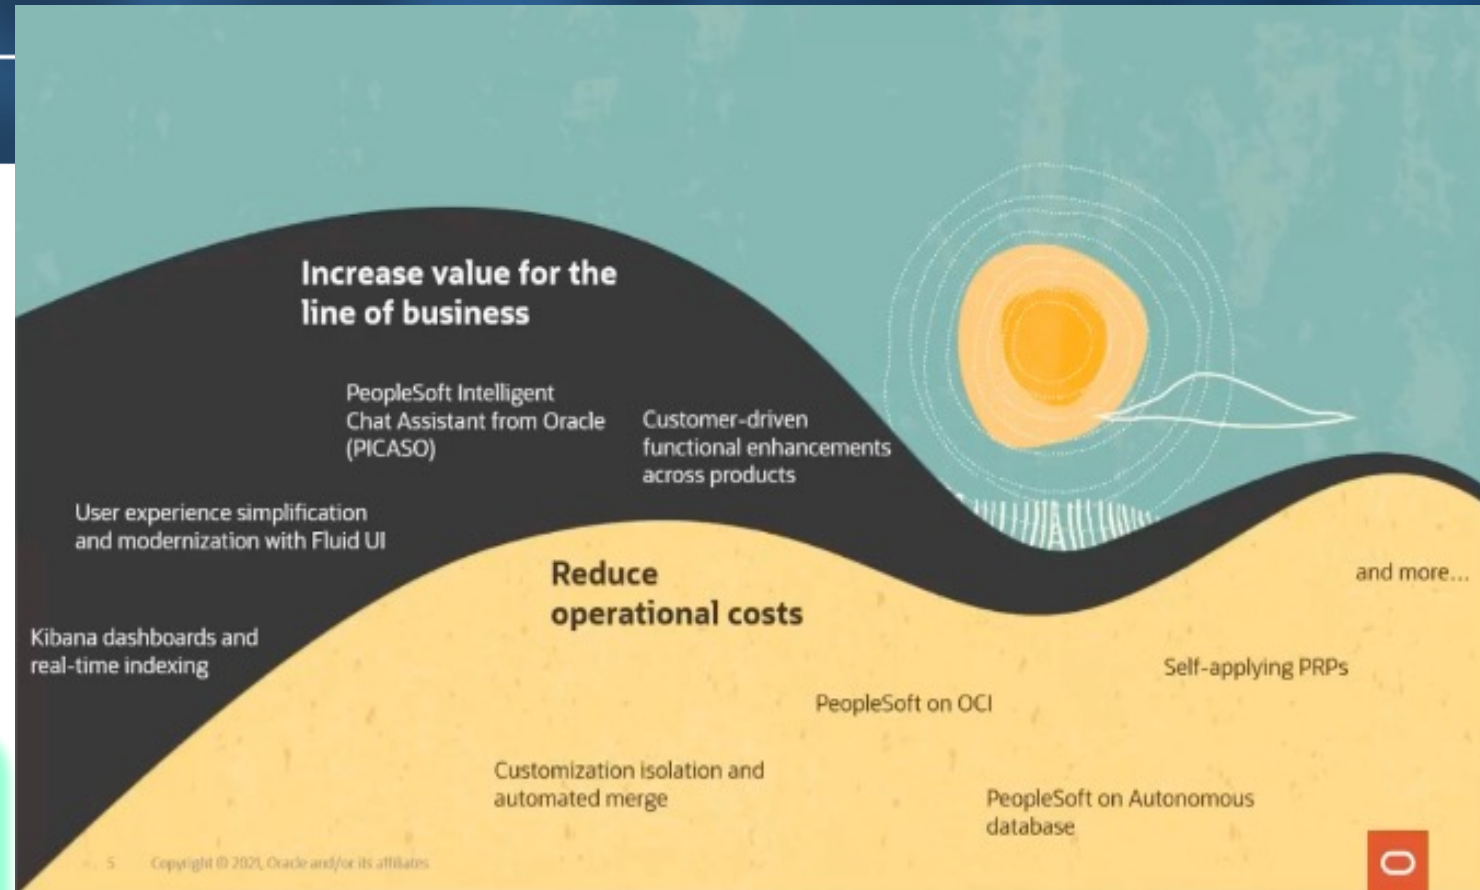 Increase value for the
line of business
PeopleSoft Intelligent
Chat Assistant from Oracle
(PICASO)
Customer-driven
functional enhancements
across products
User experience simplification
and modernization with Fluid UI
Kibana dashboards and
real-time indexing
Reduce
operational costs
and more...
Self-applying PRPs
PeopleSoft on OCI
Customization isolation and
automated merge
PeopleSoft on Autonomous
database
5 Copyright © 2021, Oracle and/or its affiliates